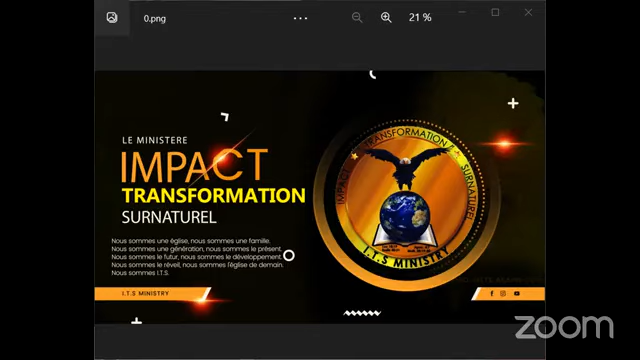 0.png
21 %
LE MINISTERE
IMPACT
TRANSFORMATION
SURNATUREL
Nous sommes une église, nous sommes une famille,
Nous sommes une génération, nous sommes le présent,
Nous sommes le futur, nous sommes le développement,
Nous sommes le réveil, nous sommes l'église de demain.
Nous sommes I.T.S.
I.T.S MINISTRY
IMPACT TRANSFORMATION SURNATUREL
I.T.S MINISTRY
zoom